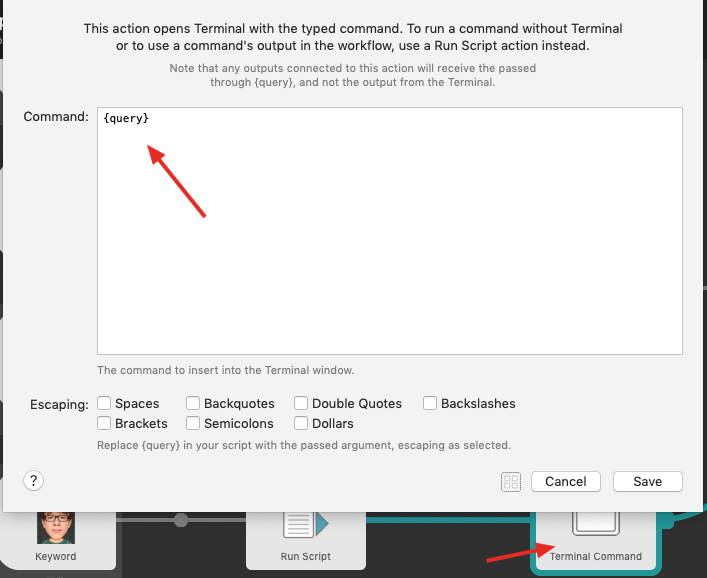 This action opens Terminal with the typed command. To run a command without Terminal
or to use a command's output in the workflow, use a Run Script action instead.
Note that any outputs connected to this action will receive the passed
through {query}, and not the output from the Terminal.
Command:
{query}
The command to insert into the Terminal window.
Escaping:
Spaces
Backquotes
Double Quotes
Backslashes
Brackets
Semicolons
Dollars
Replace {query} in your script with the passed argument, escaping as selected.
?
Cancel
Save
Keyword
Run Script
Terminal Command